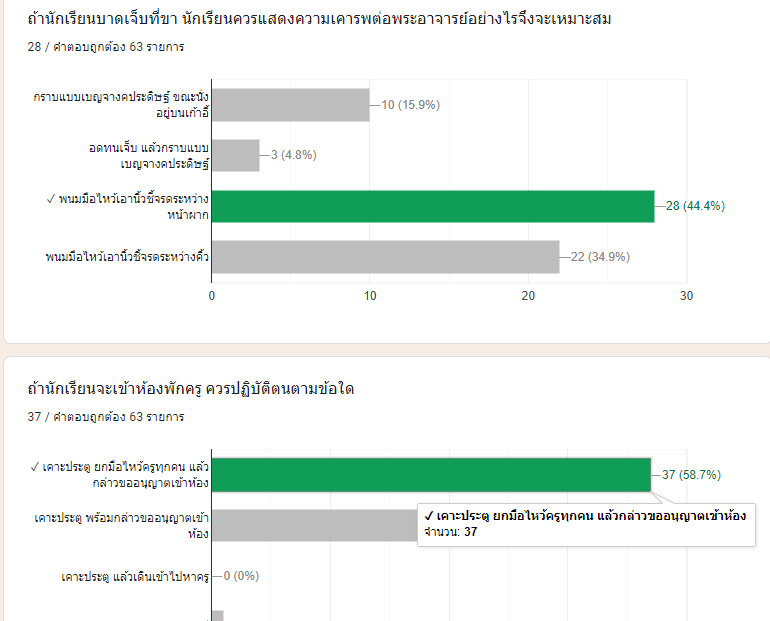 ถ้านักเรียนบาดเจ็บที่ขา นักเรียนควรแสดงความเคารพต่อพระอาจารย์อย่างไรจึงจะเหมาะสม
28 / คำตอบถูกต้อง 63 รายการ
กราบแบบเบญจางคประดิษฐ์ ขณะนั่ง
อยู่บนเก้าอี้
10 (15.9%)
อดทนเจ็บ แล้วกราบแบบ
เบญจางคประดิษฐ์
3 (4.8%)
✓ พนมมือไหว้เอานิ้วชี้จรดระหว่าง
หน้าผาก
28 (44.4%)
พนมมือไหว้เอานิ้วชี้จรดระหว่างคิ้ว
22 (34.9%)
0 10 20 30
ถ้านักเรียนจะเข้าห้องพักครู ควรปฏิบัติตนตามข้อใด
37 / คำตอบถูกต้อง 63 รายการ
✓ เคาะประตู ยกมือไหว้ครูทุกคน แล้ว
กล่าวขออนุญาตเข้าห้อง
37 (58.7%)
เคาะประตู พร้อมกล่าวขออนุญาตเข้า
ห้อง
✓ เคาะประตู ยกมือไหว้ครูทุกคน แล้วกล่าวขออนุญาตเข้าห้อง
จำนวน: 37
เคาะประตู แล้วเดินเข้าไปหาครู
0 (0%)